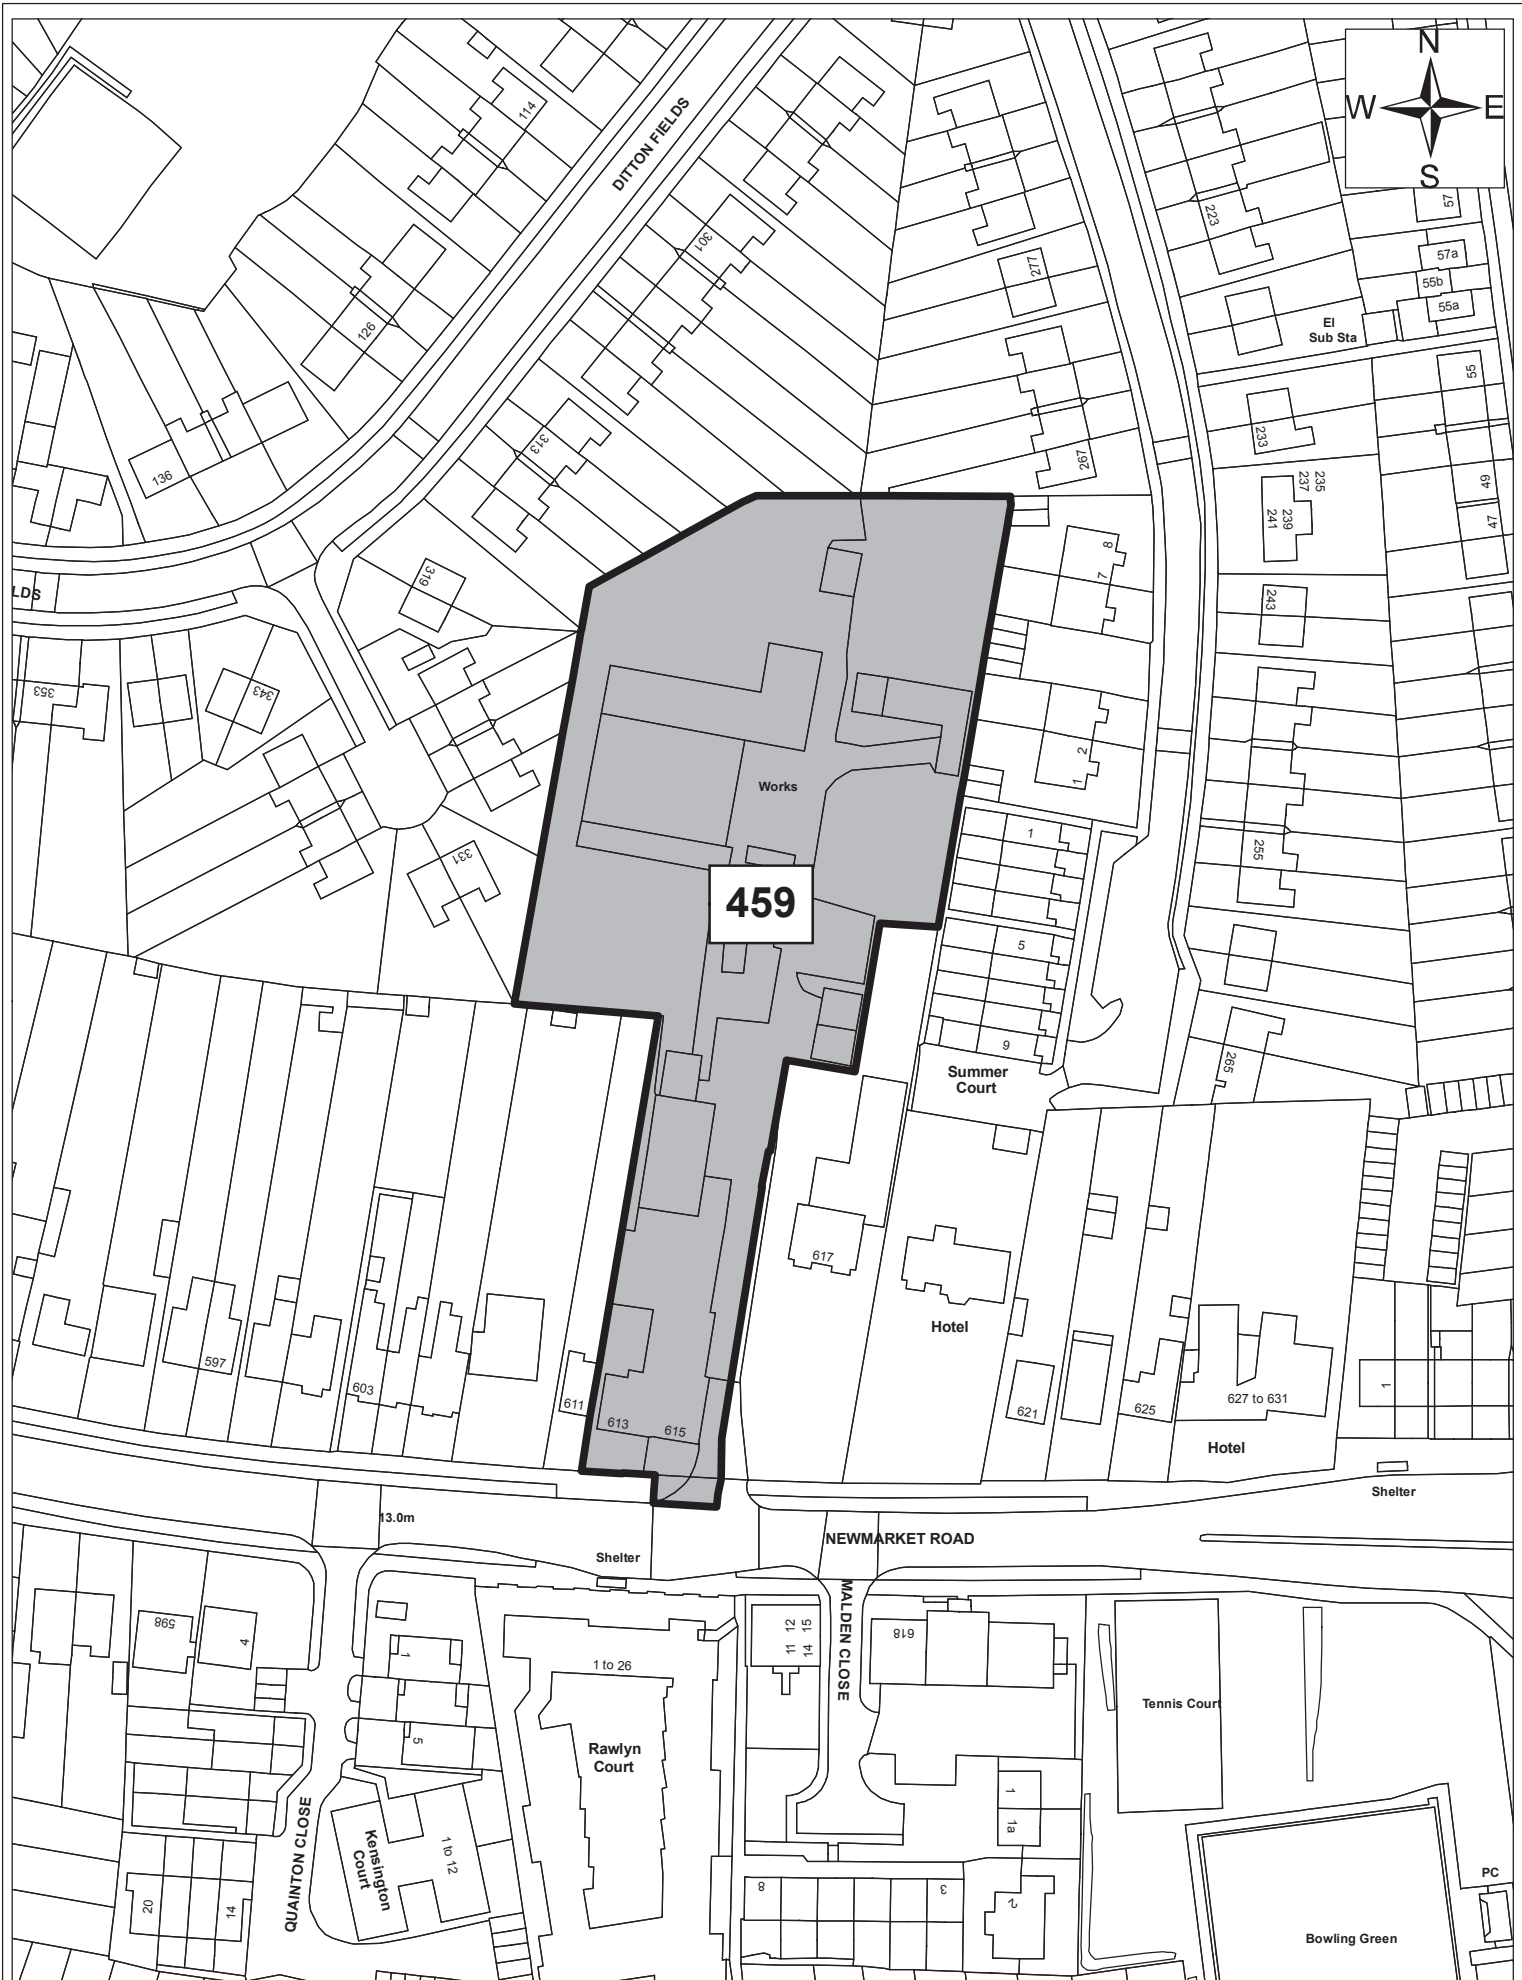 N
W E
S
114
DITTON FIELDS
301
126
277
223
57
57a
55b
55a
El
Sub Sta
136
313
267
233
55
235
237
239
241
49
47
319
LDS
8
7
243
353
343
2
1
Works
331
1
255
459
5
9
Summer
Court
265
617
Hotel
597
603
611
613
615
621
625
627 to 631
1
Hotel
Shelter
13.0m
NEWMARKET ROAD
Shelter
MALDEN CLOSE
598
4
1
11 12
14 15
618
1 to 26
Tennis Court
5
Rawlyn
Court
1
1a
QUAINTON CLOSE
Kensington
Court
1 to 12
20
14
8
3
2
PC
Bowling Green